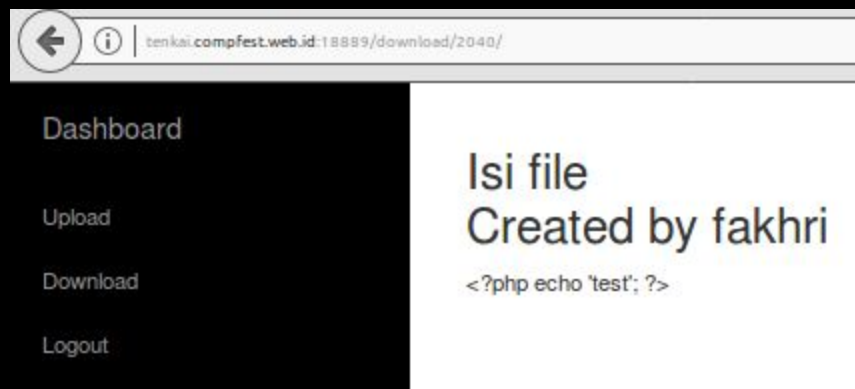 tenkai.compfest.web.id:18889/download/2040/
Dashboard
Upload
Download
Logout
Isi file
Created by fakhri
<?php echo 'test'; ?>